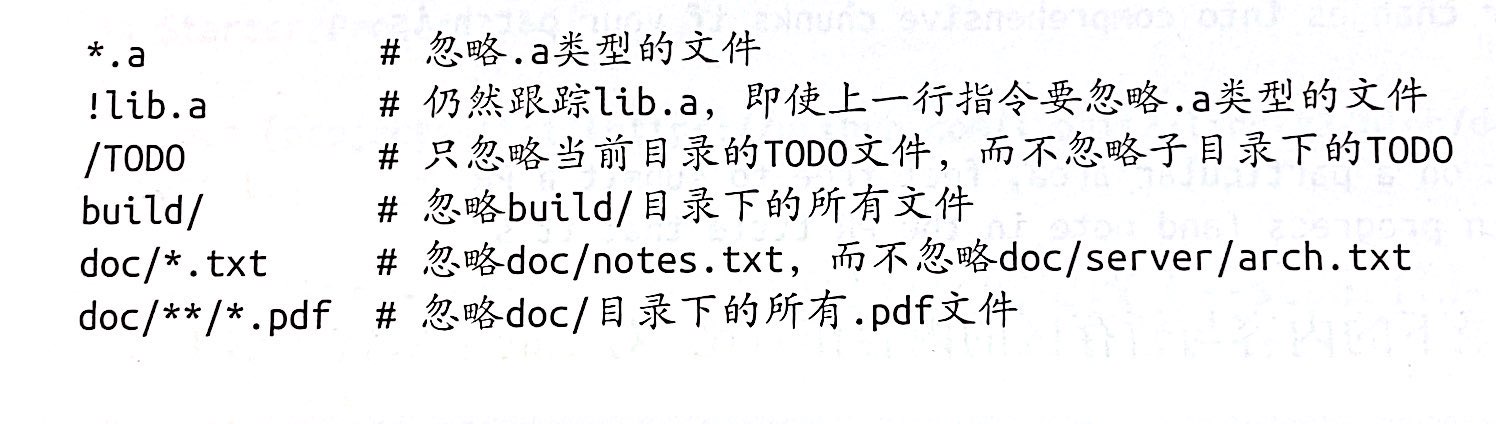 *.a # 忽略.a类型的文件
!lib.a # 仍然跟踪lib.a，即使上一行指令要忽略.a类型的文件
/TODO # 只忽略当前目录的TODO文件，而不忽略子目录下的TODO
build/ # 忽略build/目录下的所有文件
doc/*.txt # 忽略doc/notes.txt，而不忽略doc/server/arch.txt
doc/**/*.pdf # 忽略doc/目录下的所有.pdf文件